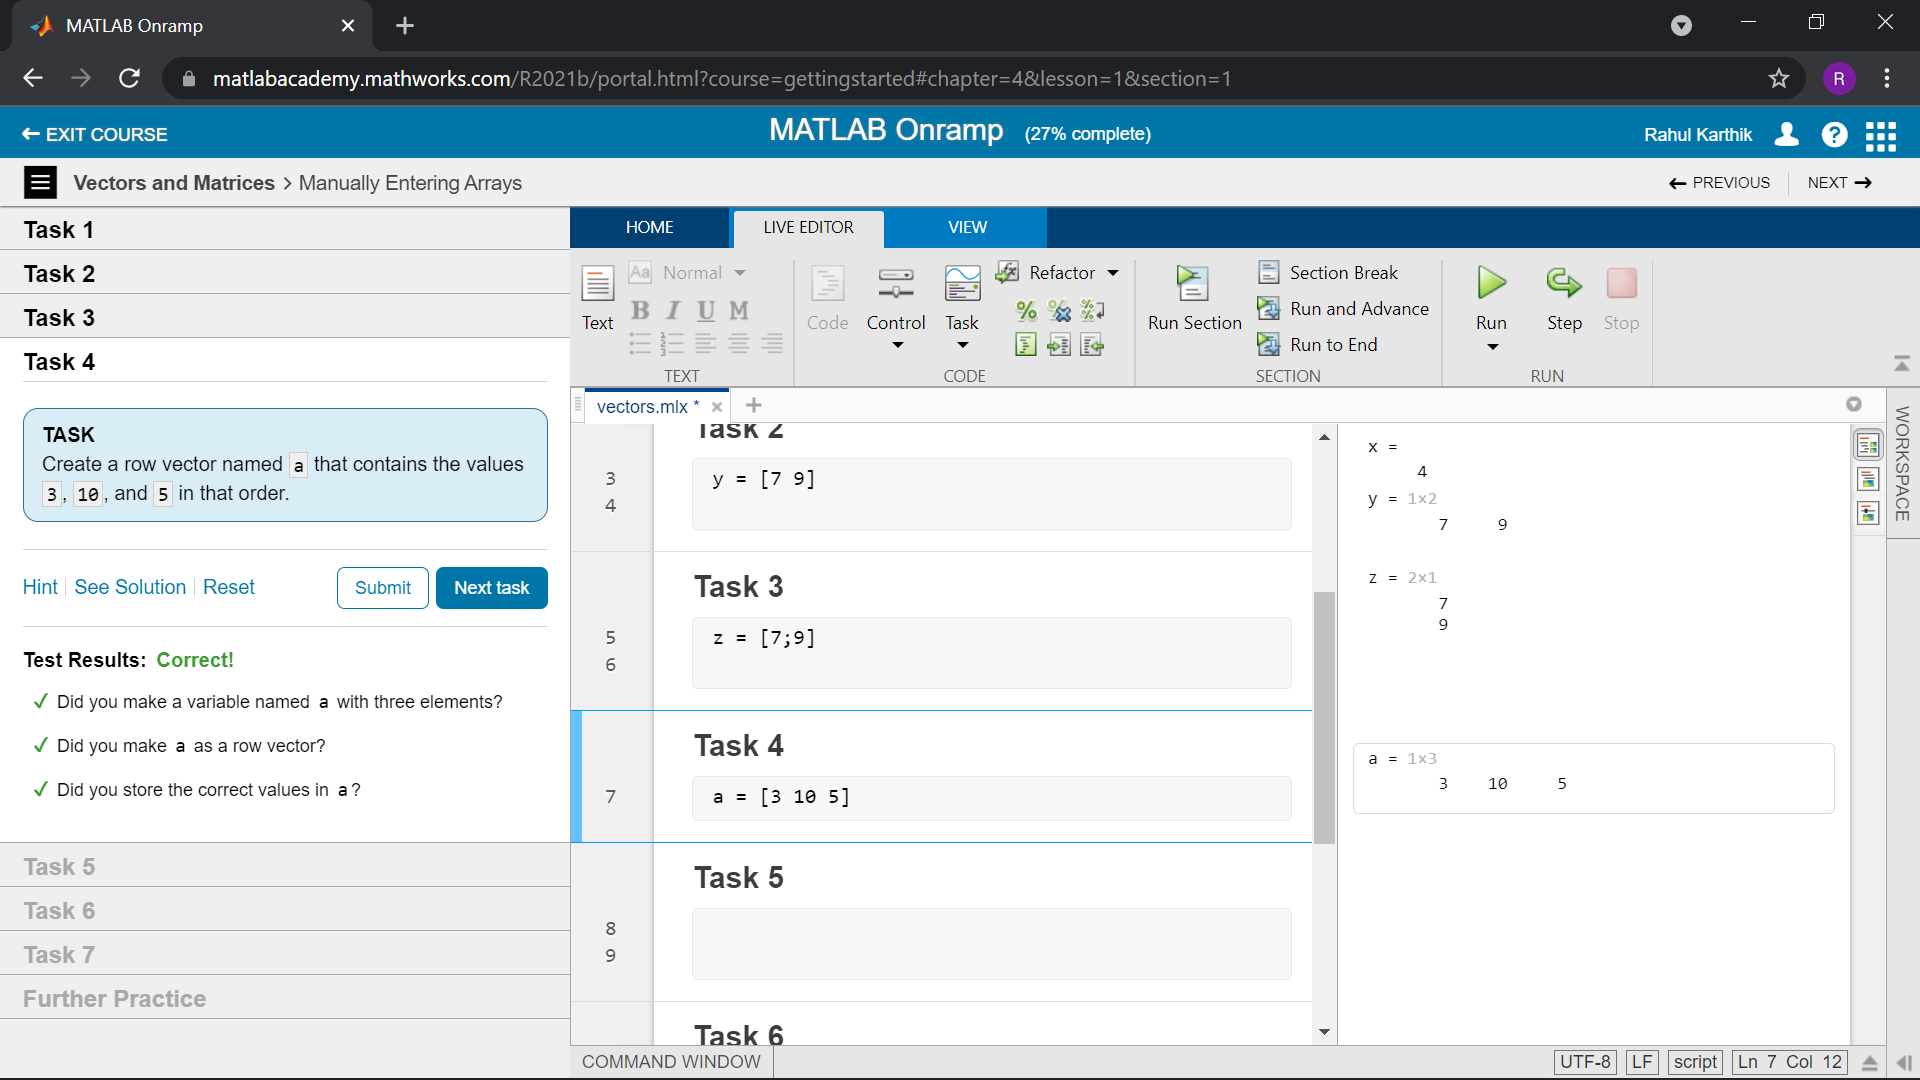 MATLAB Onramp
matlabacademy.mathworks.com/R2021b/portal.html?course=gettingstarted#chapter=4&lesson=1&section=1
R
EXIT COURSE
MATLAB Onramp (27% complete)
Rahul Karthik
?
Vectors and Matrices > Manually Entering Arrays
PREVIOUS
NEXT
Task 1
Task 2
Task 3
Task 4
TASK
Create a row vector named a that contains the values
3, 10, and 5 in that order.
Hint
See Solution
Reset
Submit
Next task
Test Results: Correct!
Did you make a variable named a with three elements?
Did you make a as a row vector?
Did you store the correct values in a?
Task 5
Task 6
Task 7
Further Practice
HOME
LIVE EDITOR
VIEW
Text
Aa Normal
B I U M
TEXT
Code
Control
Task
Refactor
CODE
Run Section
Section Break
Run and Advance
Run to End
SECTION
Run
Step
Stop
RUN
vectors.mlx *
Task 2
3 y = [7 9]
4
Task 3
5 z = [7;9]
6
Task 4
7 a = [3 10 5]
Task 5
8
9
Task 6
x =
4
y = 1×2
7 9
z = 2×1
7
9
a = 1×3
3 10 5
WORKSPACE
COMMAND WINDOW
UTF-8
LF
script
Ln 7 Col 12